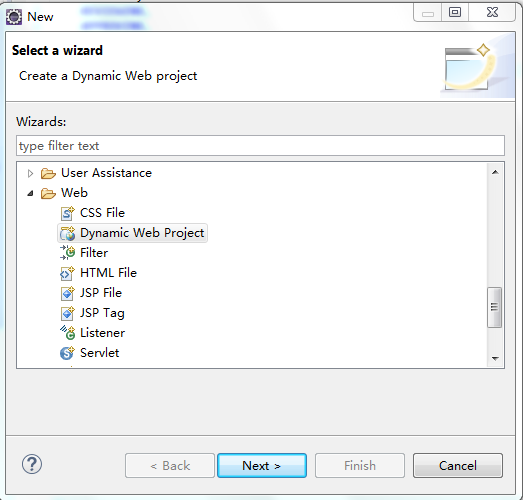 New
Select a wizard
Create a Dynamic Web project
Wizards:
type filter text
User Assistance
Web
CSS File
Dynamic Web Project
Filter
HTML File
JSP File
JSP Tag
Listener
Servlet
< Back
Next >
Finish
Cancel